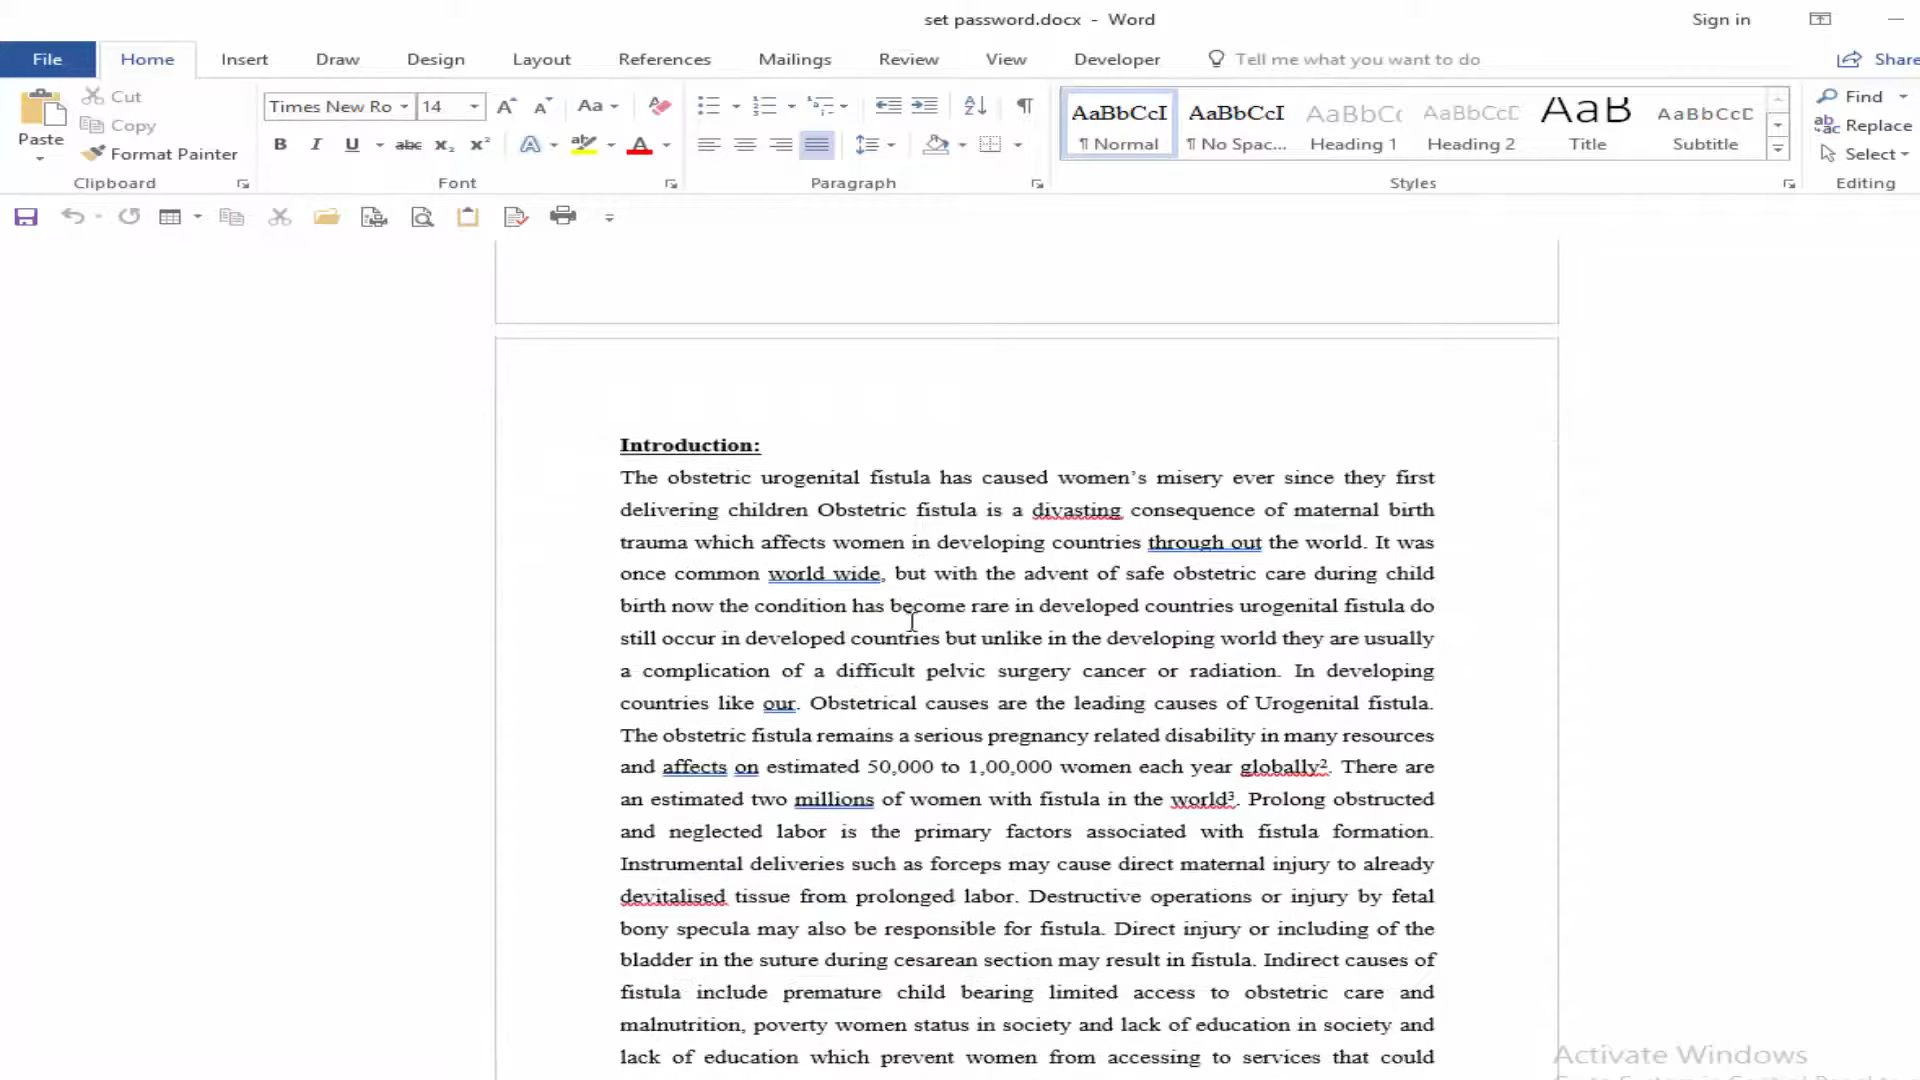 set password.docx - Word
Sign in
File Home Insert Draw Design Layout References Mailings Review View Developer Tell me what you want to do Share
Paste
Cut
Copy
Format Painter
Clipboard
Times New Ro 14
Font
Paragraph
AaBbCcI AaBbCcI AaBbCc AaBbCcD AaB AaBbCcD
¶ Normal ¶ No Spac... Heading 1 Heading 2 Title Subtitle
Styles
Find
Replace
Select
Editing
Introduction:
The obstetric urogenital fistula has caused women’s misery ever since they first
delivering children Obstetric fistula is a divasting consequence of maternal birth
trauma which affects women in developing countries through out the world. It was
once common world wide, but with the advent of safe obstetric care during child
birth now the condition has become rare in developed countries urogenital fistula do
still occur in developed countries but unlike in the developing world they are usually
a complication of a difficult pelvic surgery cancer or radiation. In developing
countries like our. Obstetrical causes are the leading causes of Urogenital fistula.
The obstetric fistula remains a serious pregnancy related disability in many resources
and affects on estimated 50,000 to 1,00,000 women each year globally². There are
an estimated two millions of women with fistula in the world³. Prolong obstructed
and neglected labor is the primary factors associated with fistula formation.
Instrumental deliveries such as forceps may cause direct maternal injury to already
devitalised tissue from prolonged labor. Destructive operations or injury by fetal
bony specula may also be responsible for fistula. Direct injury or including of the
bladder in the suture during cesarean section may result in fistula. Indirect causes of
fistula include premature child bearing limited access to obstetric care and
malnutrition, poverty women status in society and lack of education in society and
lack of education which prevent women from accessing to services that could
Activate Windows